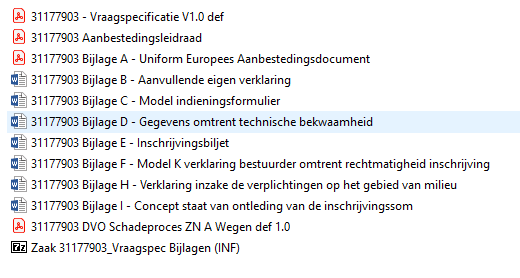 31177903 - Vraagspecificatie V1.0 def
31177903 Aanbestedingsleidraad
31177903 Bijlage A - Uniform Europees Aanbestedingsdocument
31177903 Bijlage B - Aanvullende eigen verklaring
31177903 Bijlage C - Model indieningsformulier
31177903 Bijlage D - Gegevens omtrent technische bekwaamheid
31177903 Bijlage E - Inschrijvingsbiljet
31177903 Bijlage F - Model K verklaring bestuurder omtrent rechtmatigheid inschrijving
31177903 Bijlage H - Verklaring inzake de verplichtingen op het gebied van milieu
31177903 Bijlage I - Concept staat van ontleding van de inschrijvingssom
31177903 DVO Schadeproces ZN A Wegen def 1.0
Zaak 31177903_Vraagspec Bijlagen (INF)